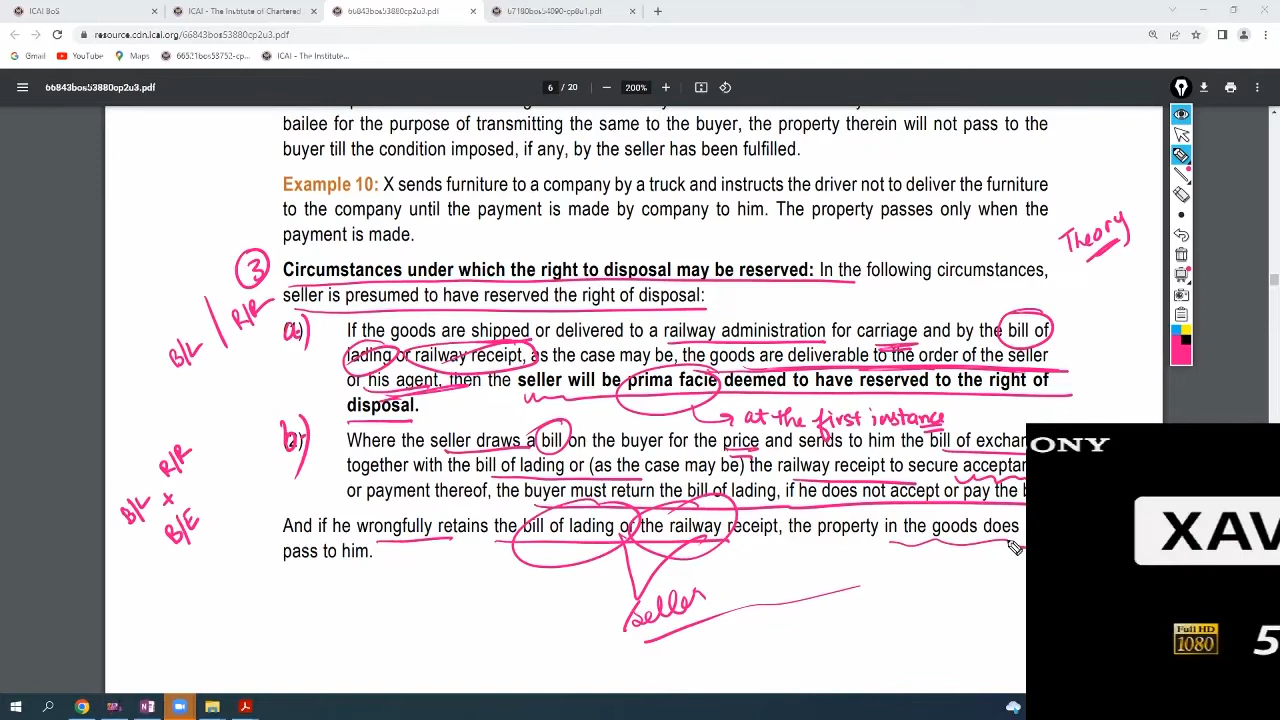 ICAI BoS
ICAI - The Institute of Chartered
66843bos53880cp2u3.pdf
67180bos54090-cp8u1.pdf
resource.cdn.icai.org/66843bos53880cp2u3.pdf
Gmail
YouTube
Maps
66521bos53752-cp...
ICAI - The Institute...
66843bos53880cp2u3.pdf
6 / 20
200%
bailee for the purpose of transmitting the same to the buyer, the property therein will not pass to the
buyer till the condition imposed, if any, by the seller has been fulfilled.
Example 10: X sends furniture to a company by a truck and instructs the driver not to deliver the furniture
to the company until the payment is made by company to him. The property passes only when the
payment is made.
Theory
3
Circumstances under which the right to disposal may be reserved: In the following circumstances,
seller is presumed to have reserved the right of disposal:
B/L / R/R
a)
If the goods are shipped or delivered to a railway administration for carriage and by the bill of
lading or railway receipt, as the case may be, the goods are deliverable to the order of the seller
or his agent, then the seller will be prima facie deemed to have reserved to the right of
disposal.
at the first instance
b)
Where the seller draws a bill on the buyer for the price and sends to him the bill of exchan
together with the bill of lading or (as the case may be) the railway receipt to secure acceptan
or payment thereof, the buyer must return the bill of lading, if he does not accept or pay the b
R/R
B/L x
B/E
And if he wrongfully retains the bill of lading or the railway receipt, the property in the goods does
pass to him.
Seller
ONY
XAV
Full HD
1080
5